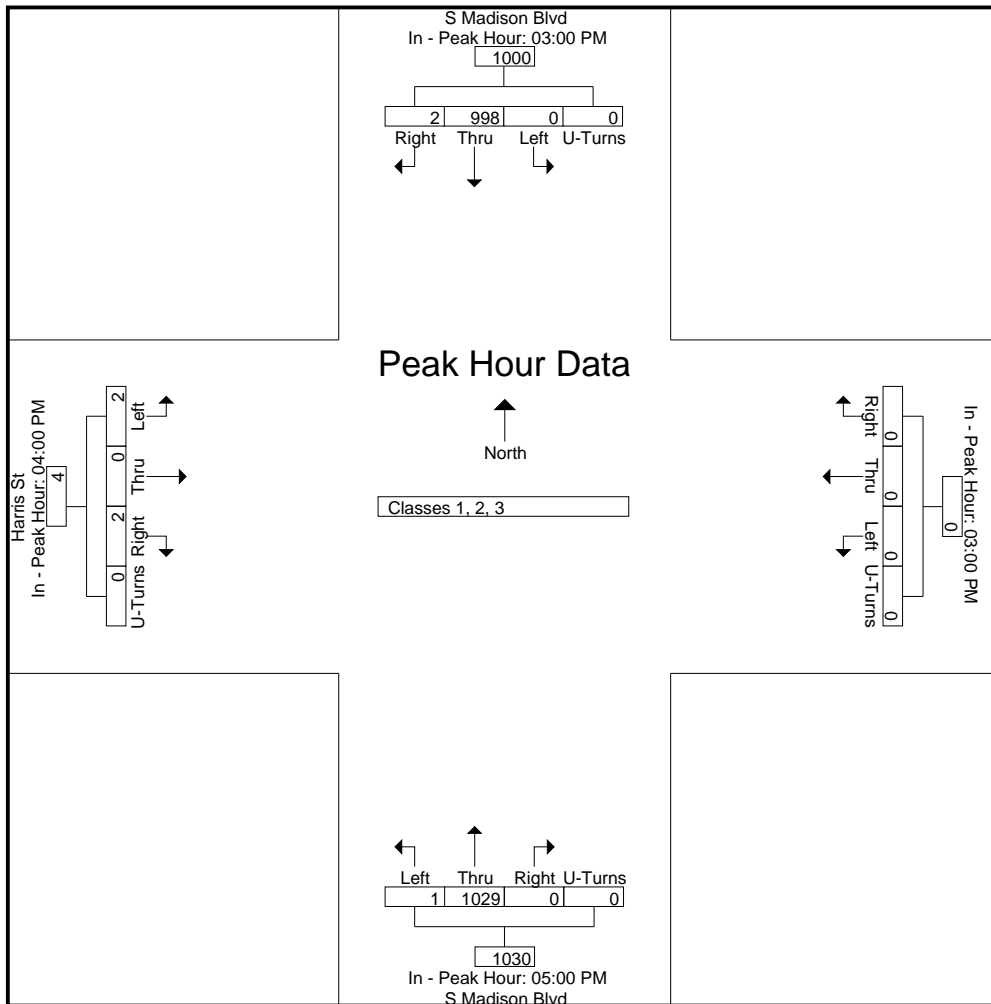 S Madison Blvd
In - Peak Hour: 03:00 PM
1000
2 998 0 0
Right Thru Left U-Turns
Peak Hour Data
North
Classes 1, 2, 3
Harris St
In - Peak Hour: 04:00 PM
4
2 0 2 0
Left Thru Right U-Turns
In - Peak Hour: 03:00 PM
0
0 0 0 0
Right Thru Left U-Turns
Left Thru Right U-Turns
1 1029 0 0
1030
In - Peak Hour: 05:00 PM
S Madison Blvd